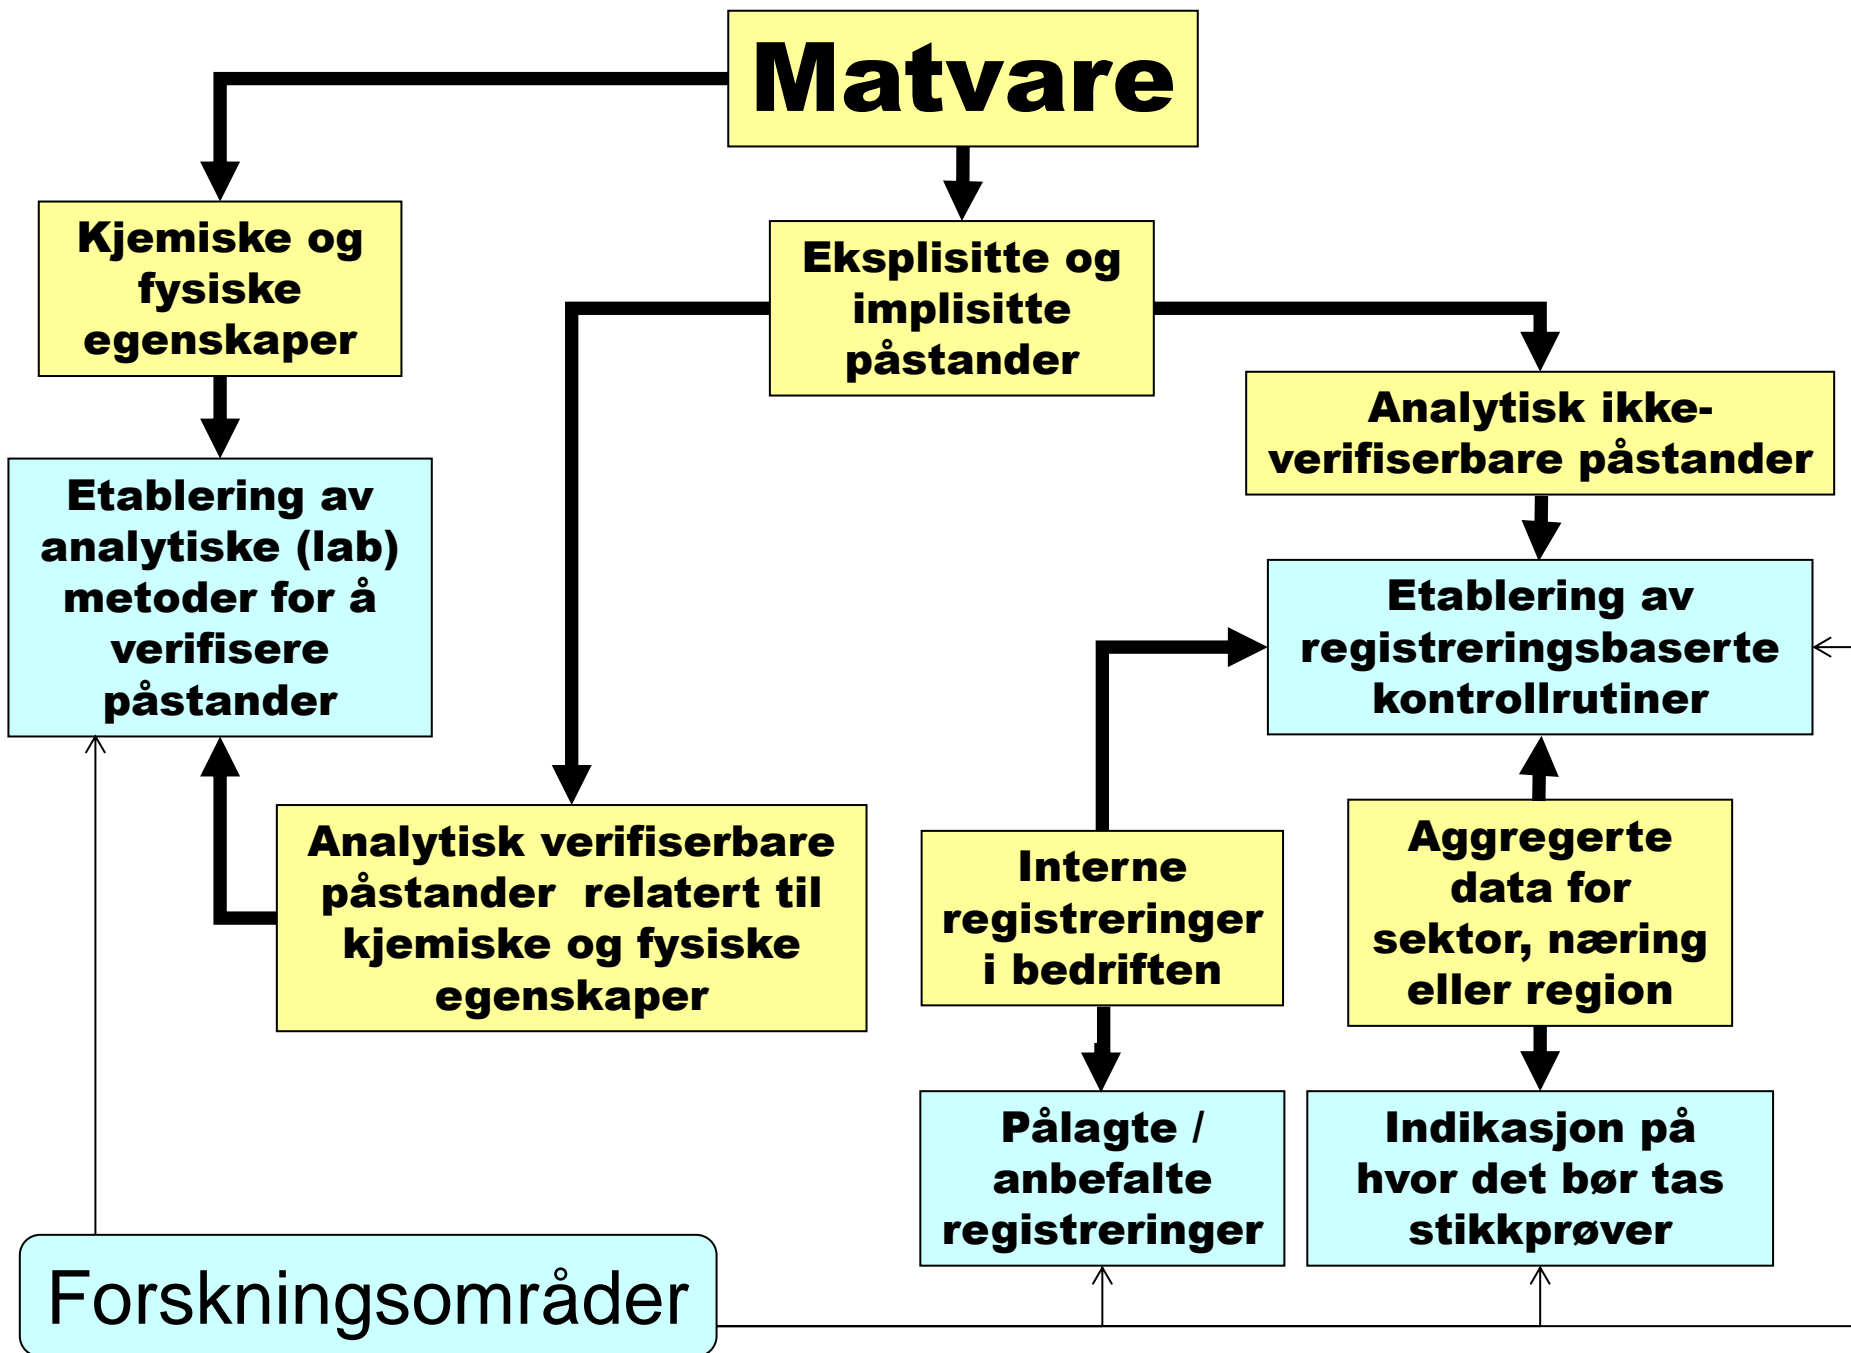 Matvare
Kjemiske og
fysiske
egenskaper
Eksplisitte og
implisitte
påstander
Analytisk ikke-
verifiserbare påstander
Etablering av
analytiske (lab)
metoder for å
verifisere
påstander
Etablering av
registreringsbaserte
kontrollrutiner
Analytisk verifiserbare
påstander  relatert til
kjemiske og fysiske
egenskaper
Interne
registreringer
i bedriften
Aggregerte
data for
sektor, næring
eller region
Pålagte /
anbefalte
registreringer
Indikasjon på
hvor det bør tas
stikkprøver
Forskningsområder